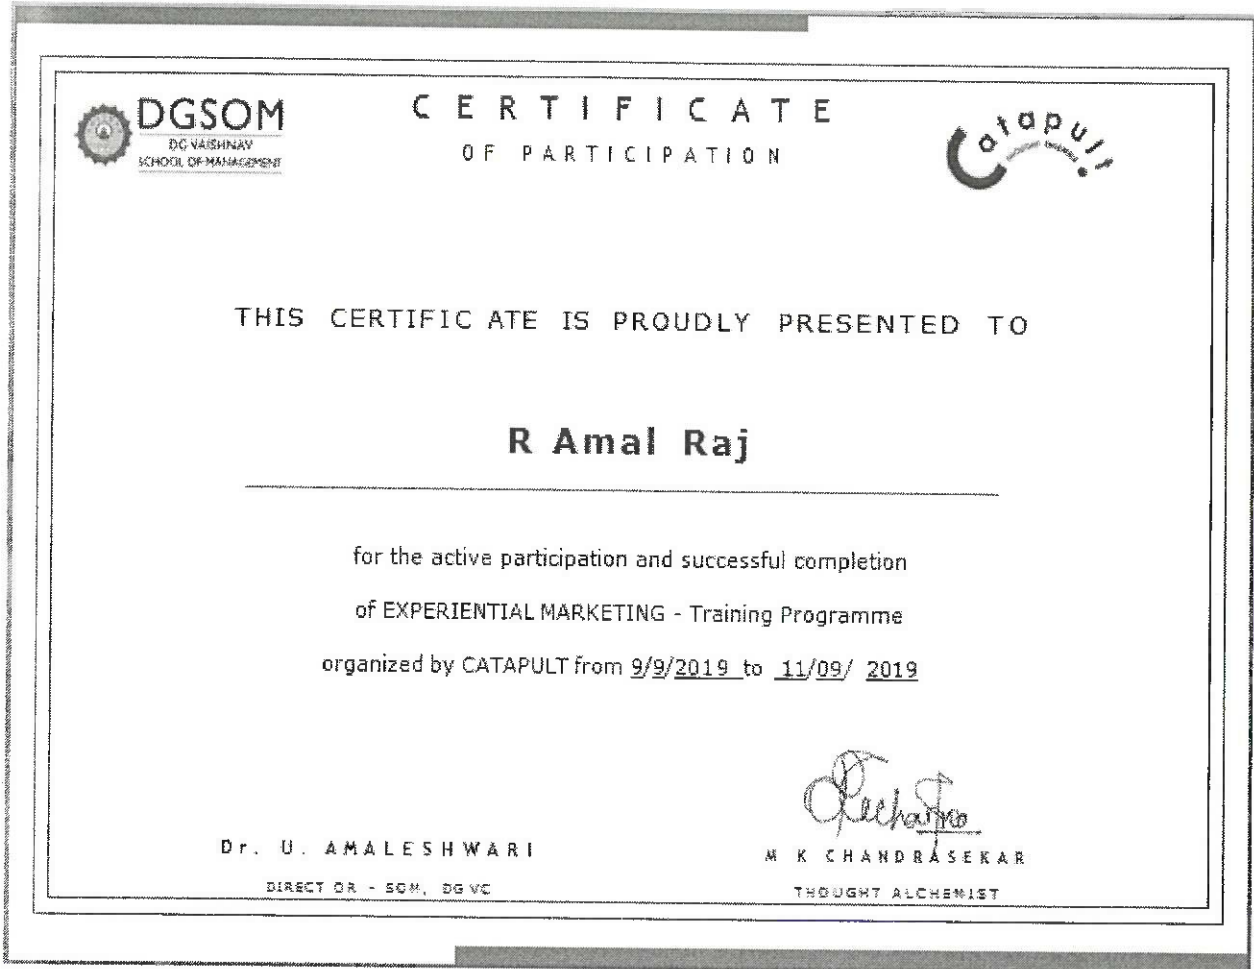 DGSOM
DG VAISHNAV
SCHOOL OF MANAGEMENT
CERTIFICATE
OF PARTICIPATION
Catapult
THIS CERTIFIC ATE IS PROUDLY PRESENTED TO
R Amal Raj
for the active participation and successful completion
of EXPERIENTIAL MARKETING - Training Programme
organized by CATAPULT from 9/9/2019 to 11/09/ 2019
Dr. U. AMALESHWARI
DIRECT OR - SOM, DG VC
M K CHANDRASEKAR
THOUGHT ALCHEMIST